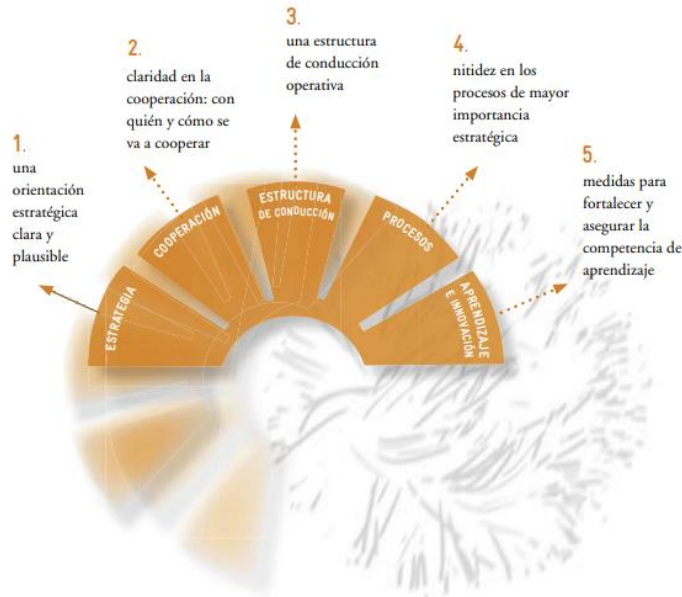 1.
una
orientación
estratégica
clara y
plausible
2.
claridad en la
cooperación: con
quién y cómo se
va a cooperar
3.
una estructura
de conducción
operativa
4.
nitidez en los
procesos de mayor
importancia
estratégica
5.
medidas para
fortalecer y
asegurar la
competencia de
aprendizaje
ESTRATEGIA
COOPERACIÓN
ESTRUCTURA
DE CONDUCCIÓN
PROCESOS
APRENDIZAJE
E INNOVACIÓN